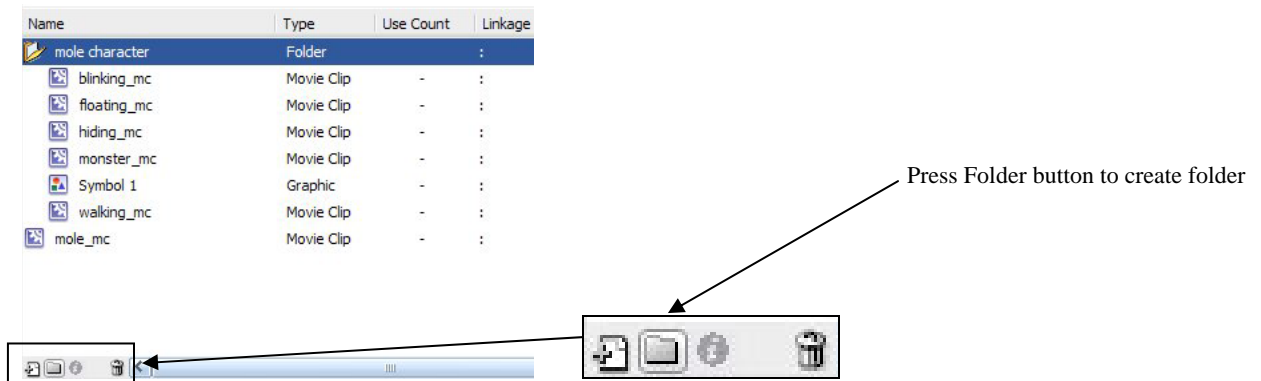 Name Type Use Count Linkage
mole character Folder :
blinking_mc Movie Clip - :
floating_mc Movie Clip - :
hiding_mc Movie Clip - :
monster_mc Movie Clip - :
Symbol 1 Graphic - :
walking_mc Movie Clip - :
mole_mc Movie Clip - :
Press Folder button to create folder